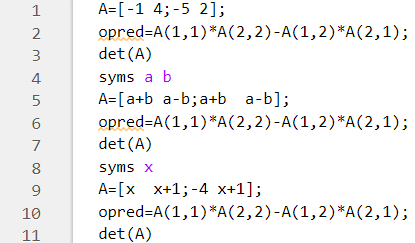 1 A=[-1 4;-5 2];
2 opred=A(1,1)*A(2,2)-A(1,2)*A(2,1);
3 det(A)
4 syms a b
5 A=[a+b a-b;a+b  a-b];
6 opred=A(1,1)*A(2,2)-A(1,2)*A(2,1);
7 det(A)
8 syms x
9 A=[x  x+1;-4 x+1];
10 opred=A(1,1)*A(2,2)-A(1,2)*A(2,1);
11 det(A)